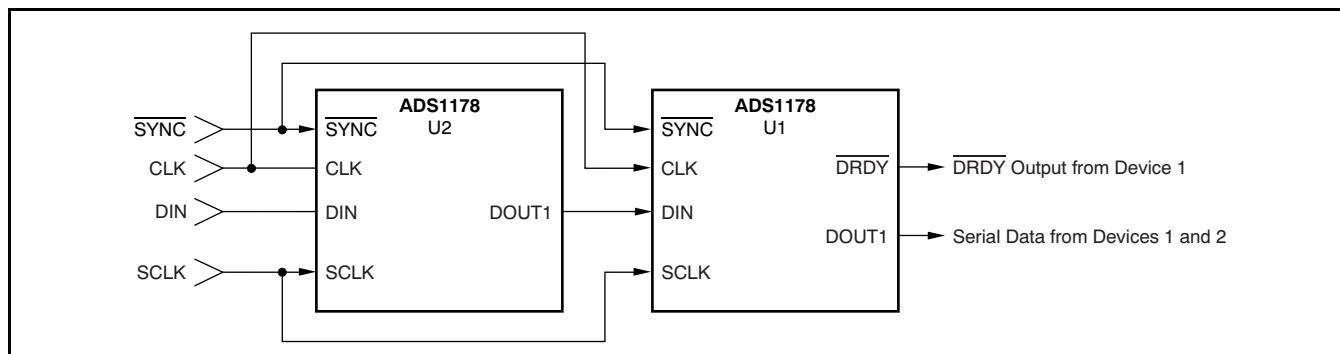 SYNC
CLK
DIN
SCLK
ADS1178
U2
SYNC
CLK
DIN
SCLK
DOUT1
ADS1178
U1
SYNC
CLK
DIN
SCLK
DRDY
DOUT1
DRDY Output from Device 1
Serial Data from Devices 1 and 2